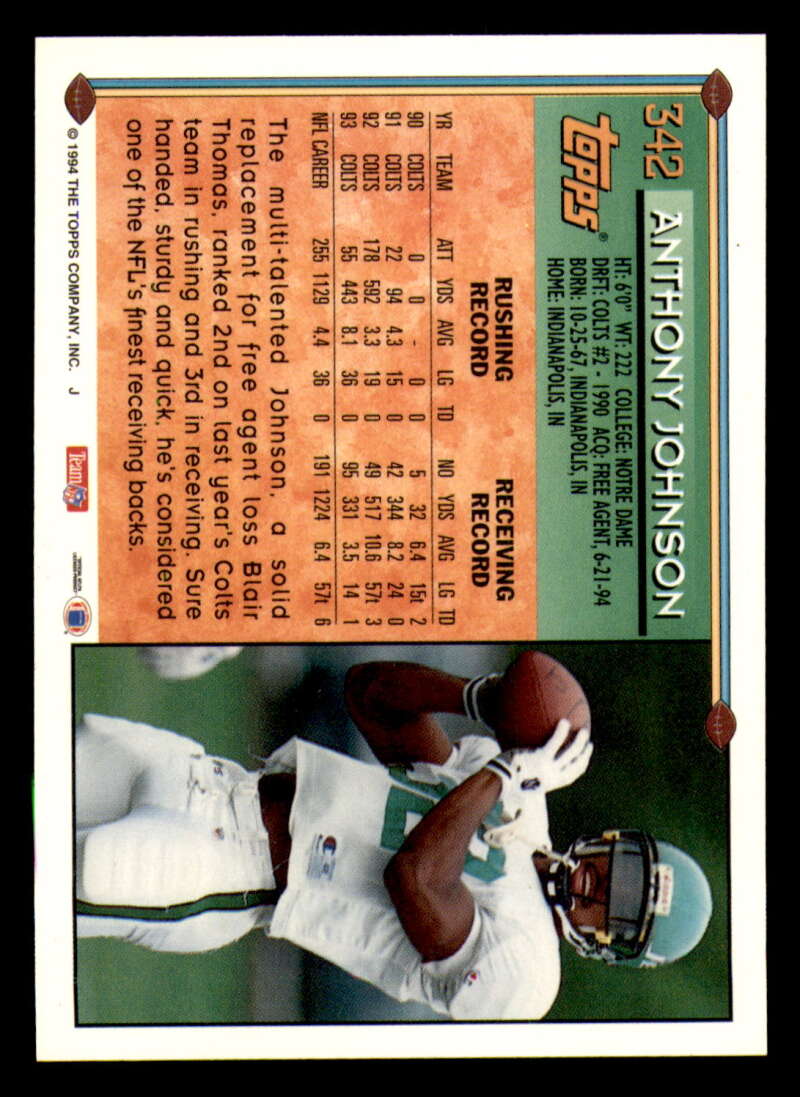 342
ANTHONY JOHNSON
topps®
HT: 6'0" WT: 222 COLLEGE: NOTRE DAME
DRFT: COLTS #2 - 1990 ACQ: FREE AGENT, 6-21-94
BORN: 10-25-67, INDIANAPOLIS, IN
HOME: INDIANAPOLIS, IN
RUSHING RECORD
RECEIVING RECORD
YR TEAM ATT YDS AVG LG TD NO YDS AVG LG TD
90 COLTS 0 0 - 0 0 5 32 6.4 15t 2
91 COLTS 22 94 4.3 15 0 42 344 8.2 24 0
92 COLTS 178 592 3.3 19 0 49 517 10.6 57t 3
93 COLTS 55 443 8.1 36 0 95 331 3.5 14 1
NFL CAREER 255 1129 4.4 36 0 191 1224 6.4 57t 6
The multi-talented Johnson, a solid
replacement for free agent loss Blair
Thomas, ranked 2nd on last year's Colts
team in rushing and 3rd in receiving. Sure
handed, sturdy and quick, he's considered
one of the NFL's finest receiving backs.
© 1994 THE TOPPS COMPANY, INC. J
Team NFL